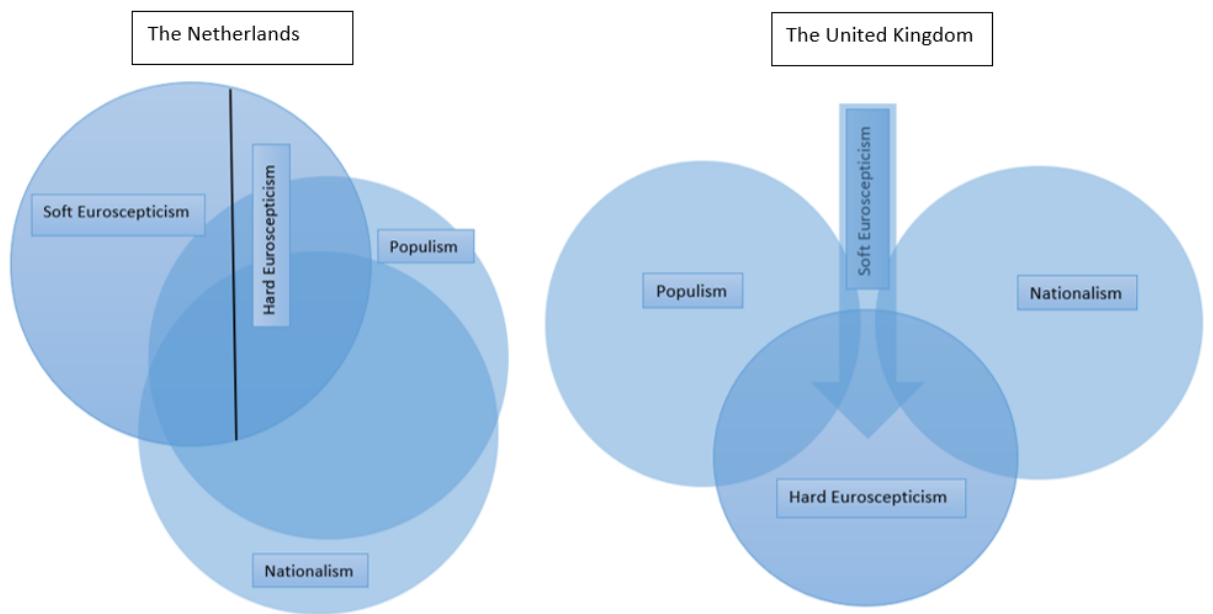 The Netherlands
Soft Euroscepticism
Hard Euroscepticism
Populism
Nationalism
The United Kingdom
Soft Euroscepticism
Populism
Nationalism
Hard Euroscepticism